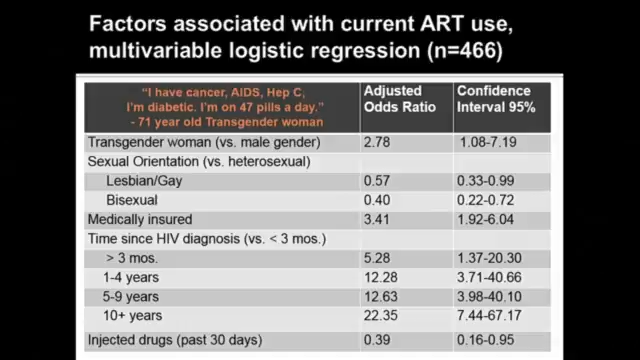 Factors associated with current ART use,
multivariable logistic regression (n=466)
“I have cancer, AIDS, Hep C, Adjusted Confidence
I'm diabetic. I'm on 47 pills a day.” Odds Ratio Interval 95%
- 71 year old Transgender woman
Transgender woman (vs. male gender) 2.78 1.08-7.19
Sexual Orientation (vs. heterosexual)
Lesbian/Gay 0.57 0.33-0.99
Bisexual 0.40 0.22-0.72
Medically insured 3.41 1.92-6.04
Time since HIV diagnosis (vs. < 3 mos.)
> 3 mos. 5.28 1.37-20.30
1-4 years 12.28 3.71-40.66
5-9 years 12.63 3.98-40.10
10+ years 22.35 7.44-67.17
Injected drugs (past 30 days) 0.39 0.16-0.95